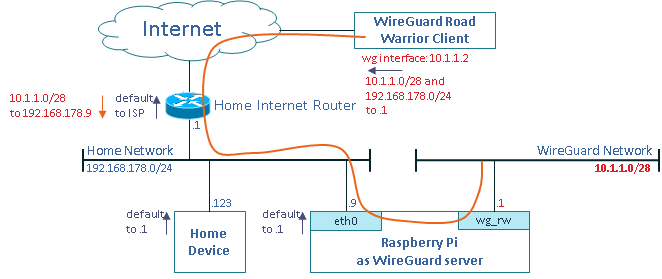 Internet
WireGuard Road
Warrior Client
wg interface:10.1.1.2
10.1.1.0/28 and
192.168.178.0/24
to .1
10.1.1.0/28
to 192.168.178.9
default
to ISP
Home Internet Router
.1
Home Network
192.168.178.0/24
WireGuard Network
10.1.1.0/28
.123
.9
.1
default
to .1
Home
Device
default
to .1
eth0
wg_rw
Raspberry Pi
as WireGuard server